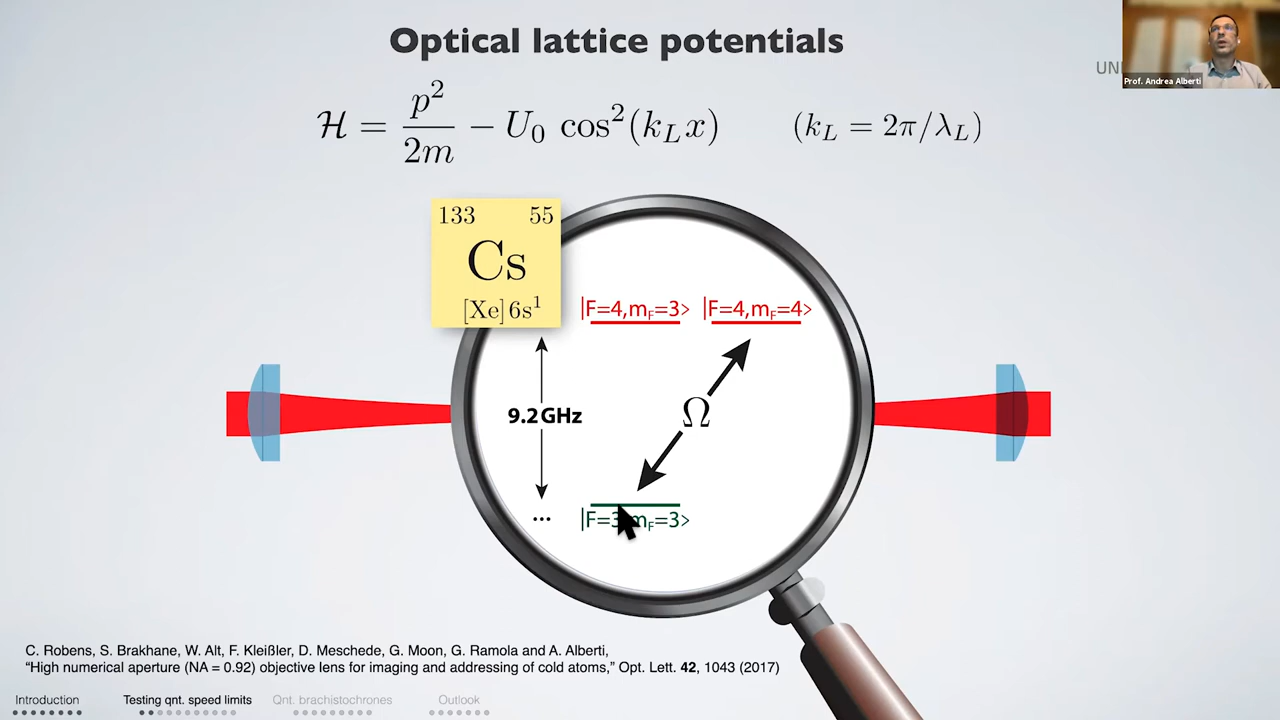 Optical lattice potentials
UNI
Prof. Andrea Alberti
ℋ = p²/2m − U₀ cos²(k_L x) (k_L = 2π/λ_L)
133 55
Cs
[Xe] 6s¹
|F=4,m_F=3> |F=4,m_F=4>
9.2 GHz
Ω
...
|F=3,m_F=3>
C. Robens, S. Brakhane, W. Alt, F. Kleißler, D. Meschede, G. Moon, G. Ramola and A. Alberti,
"High numerical aperture (NA = 0.92) objective lens for imaging and addressing of cold atoms," Opt. Lett. 42, 1043 (2017)
Introduction Testing qnt. speed limits Qnt. brachistochrones Outlook